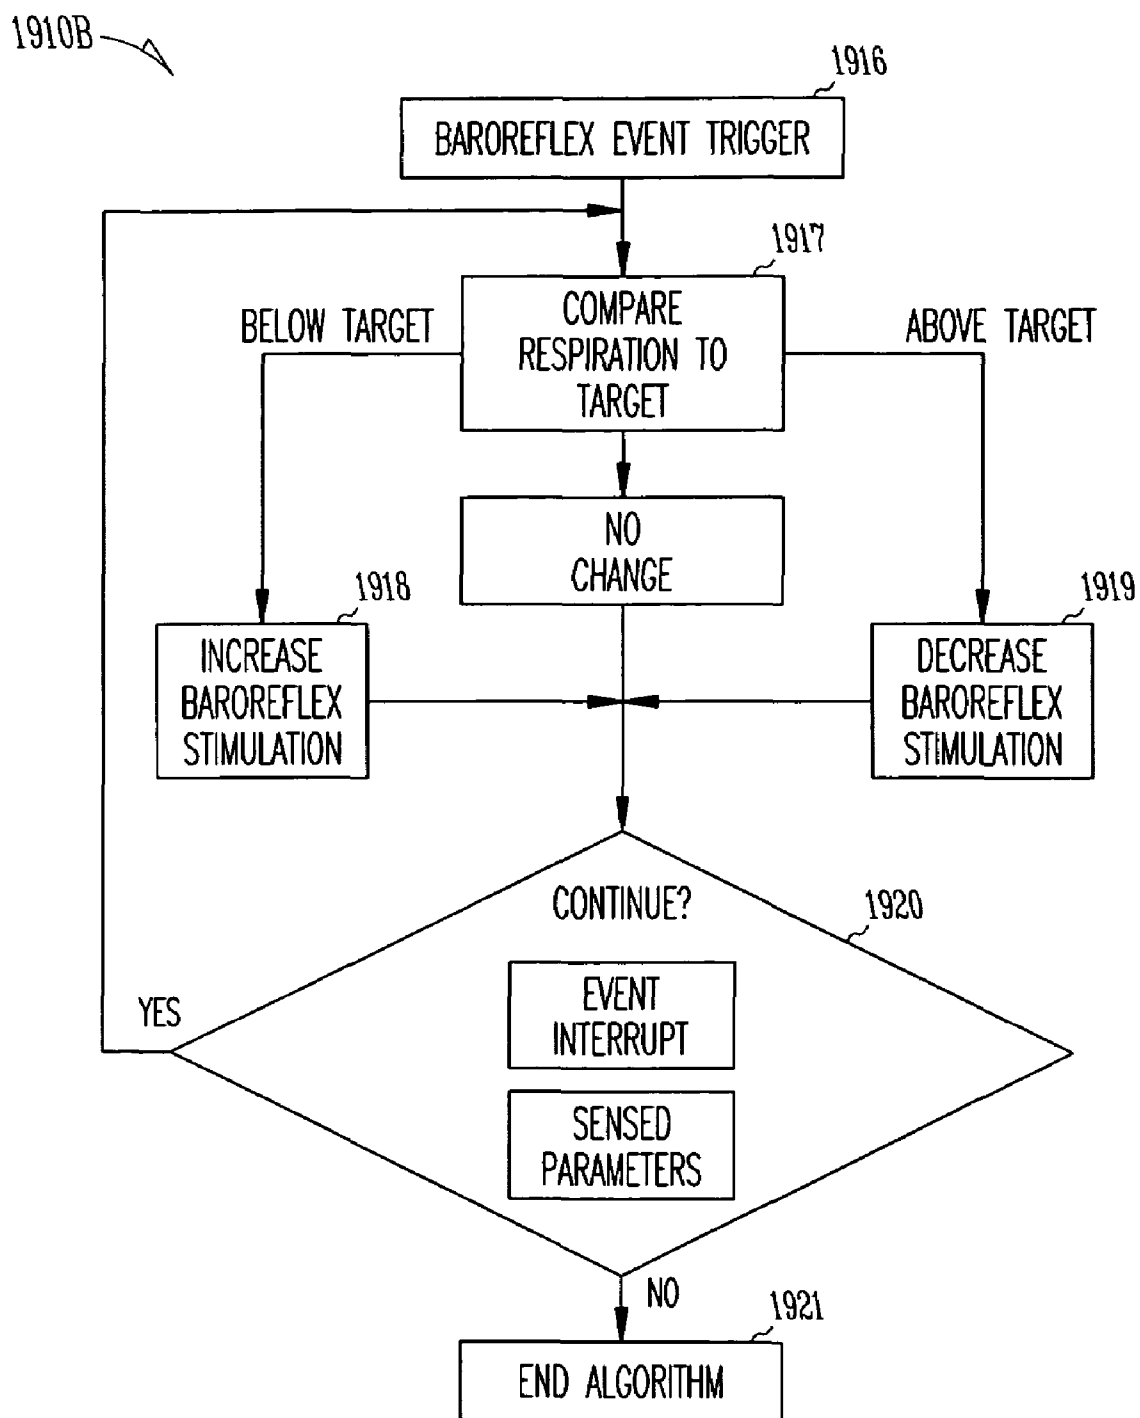 1910B
1916
BAROREFLEX EVENT TRIGGER
1917
COMPARE
RESPIRATION TO
TARGET
BELOW TARGET
ABOVE TARGET
NO
CHANGE
1918
INCREASE
BAROREFLEX
STIMULATION
1919
DECREASE
BAROREFLEX
STIMULATION
CONTINUE?
1920
EVENT
INTERRUPT
SENSED
PARAMETERS
YES
NO
1921
END ALGORITHM